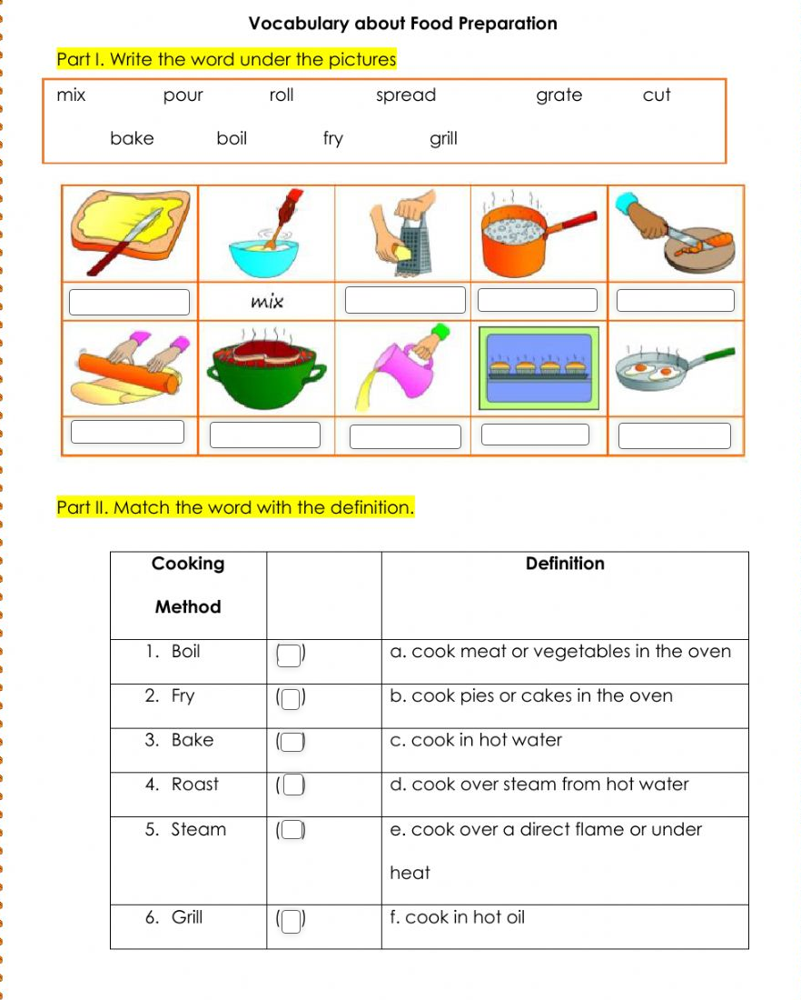 Vocabulary about Food Preparation
Part I. Write the word under the pictures
mix pour roll spread grate cut
bake boil fry grill
mix
Part II. Match the word with the definition.
Cooking Method Definition
1. Boil ( ) a. cook meat or vegetables in the oven
2. Fry ( ) b. cook pies or cakes in the oven
3. Bake ( ) c. cook in hot water
4. Roast ( ) d. cook over steam from hot water
5. Steam ( ) e. cook over a direct flame or under
heat
6. Grill ( ) f. cook in hot oil